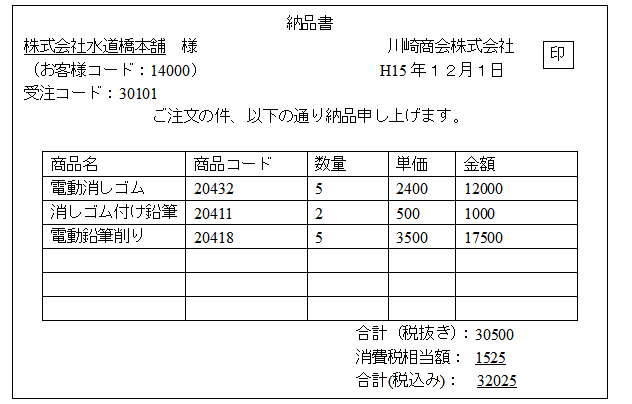 納品書
株式会社水道橋本舗　様　川崎商会株式会社　印
（お客様コード：14000）　H15年１２月１日
受注コード：30101
ご注文の件、以下の通り納品申し上げます。
商品名　商品コード　数量　単価　金額
電動消しゴム　20432　5　2400　12000
消しゴム付け鉛筆　20411　2　500　1000
電動鉛筆削り　20418　5　3500　17500
合計（税抜き）：30500
消費税相当額：　1525
合計(税込み)：　32025